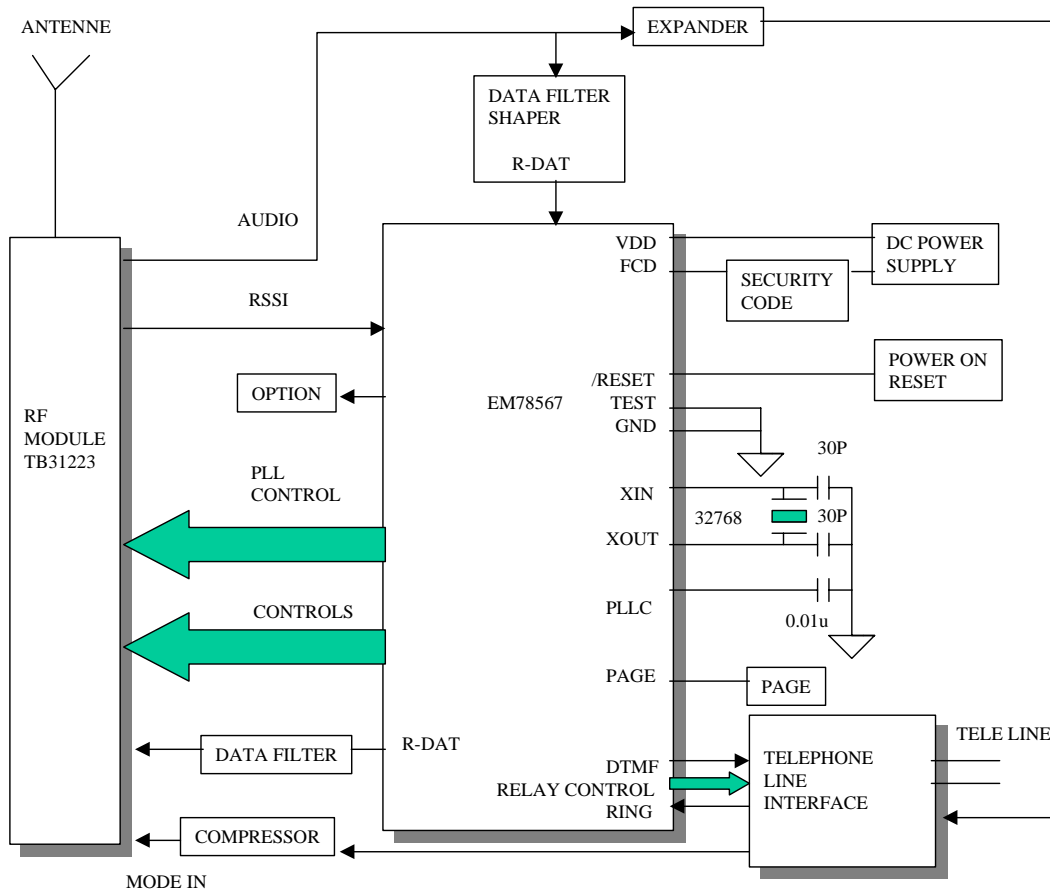 ANTENNE
EXPANDER
DATA FILTER
SHAPER
R-DAT
AUDIO
VDD
FCD
DC POWER
SUPPLY
SECURITY
CODE
RSSI
/RESET
POWER ON
RESET
OPTION
EM78567
TEST
GND
RF
MODULE
TB31223
30P
PLL
CONTROL
XIN
32768
30P
XOUT
PLLC
0.01u
CONTROLS
PAGE
PAGE
R-DAT
DATA FILTER
DTMF
RELAY CONTROL
RING
TELEPHONE
LINE
INTERFACE
TELE LINE
COMPRESSOR
MODE IN